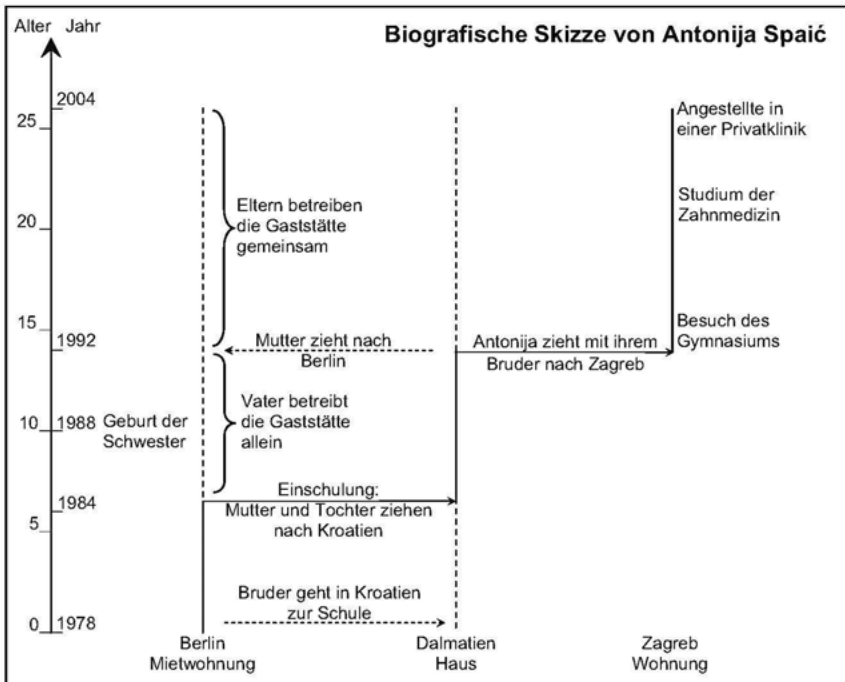 Alter Jahr
Biografische Skizze von Antonija Spaić
2004
25
Angestellte in
einer Privatklinik
Eltern betreiben
die Gaststätte
gemeinsam
20
Studium der
Zahnmedizin
15
1992
Mutter zieht nach
Berlin
Antonija zieht mit ihrem
Bruder nach Zagreb
Besuch des
Gymnasiums
Vater betreibt
die Gaststätte
allein
10
1988
Geburt der
Schwester
Einschulung:
Mutter und Tochter ziehen
nach Kroatien
1984
5
Bruder geht in Kroatien
zur Schule
0
1978
Berlin
Mietwohnung
Dalmatien
Haus
Zagreb
Wohnung